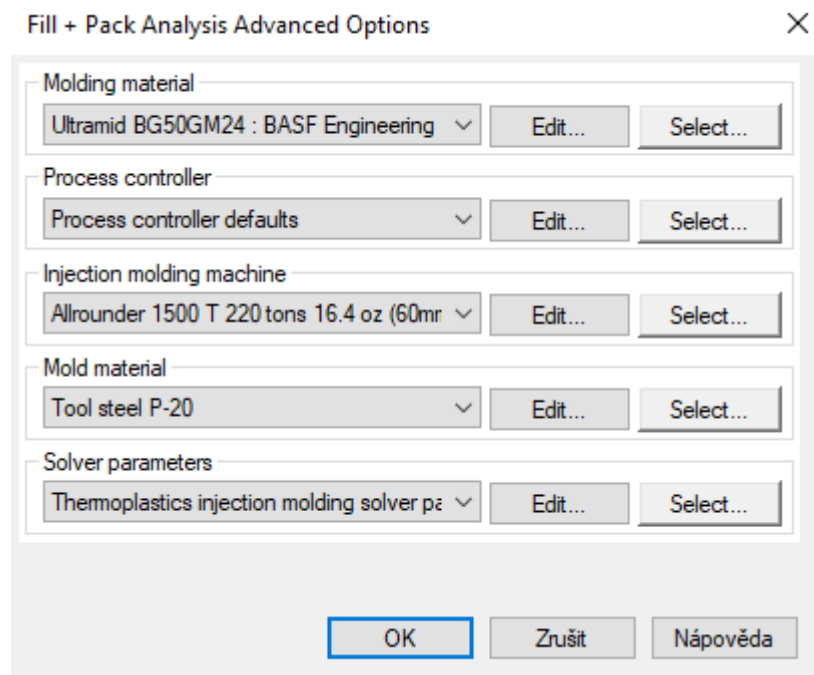 Fill + Pack Analysis Advanced Options
Molding material
Ultramid BG50GM24 : BASF Engineering Edit... Select...
Process controller
Process controller defaults Edit... Select...
Injection molding machine
Allrounder 1500 T 220 tons 16.4 oz (60mm Edit... Select...
Mold material
Tool steel P-20 Edit... Select...
Solver parameters
Thermoplastics injection molding solver pa Edit... Select...
OK Zrušit Nápověda